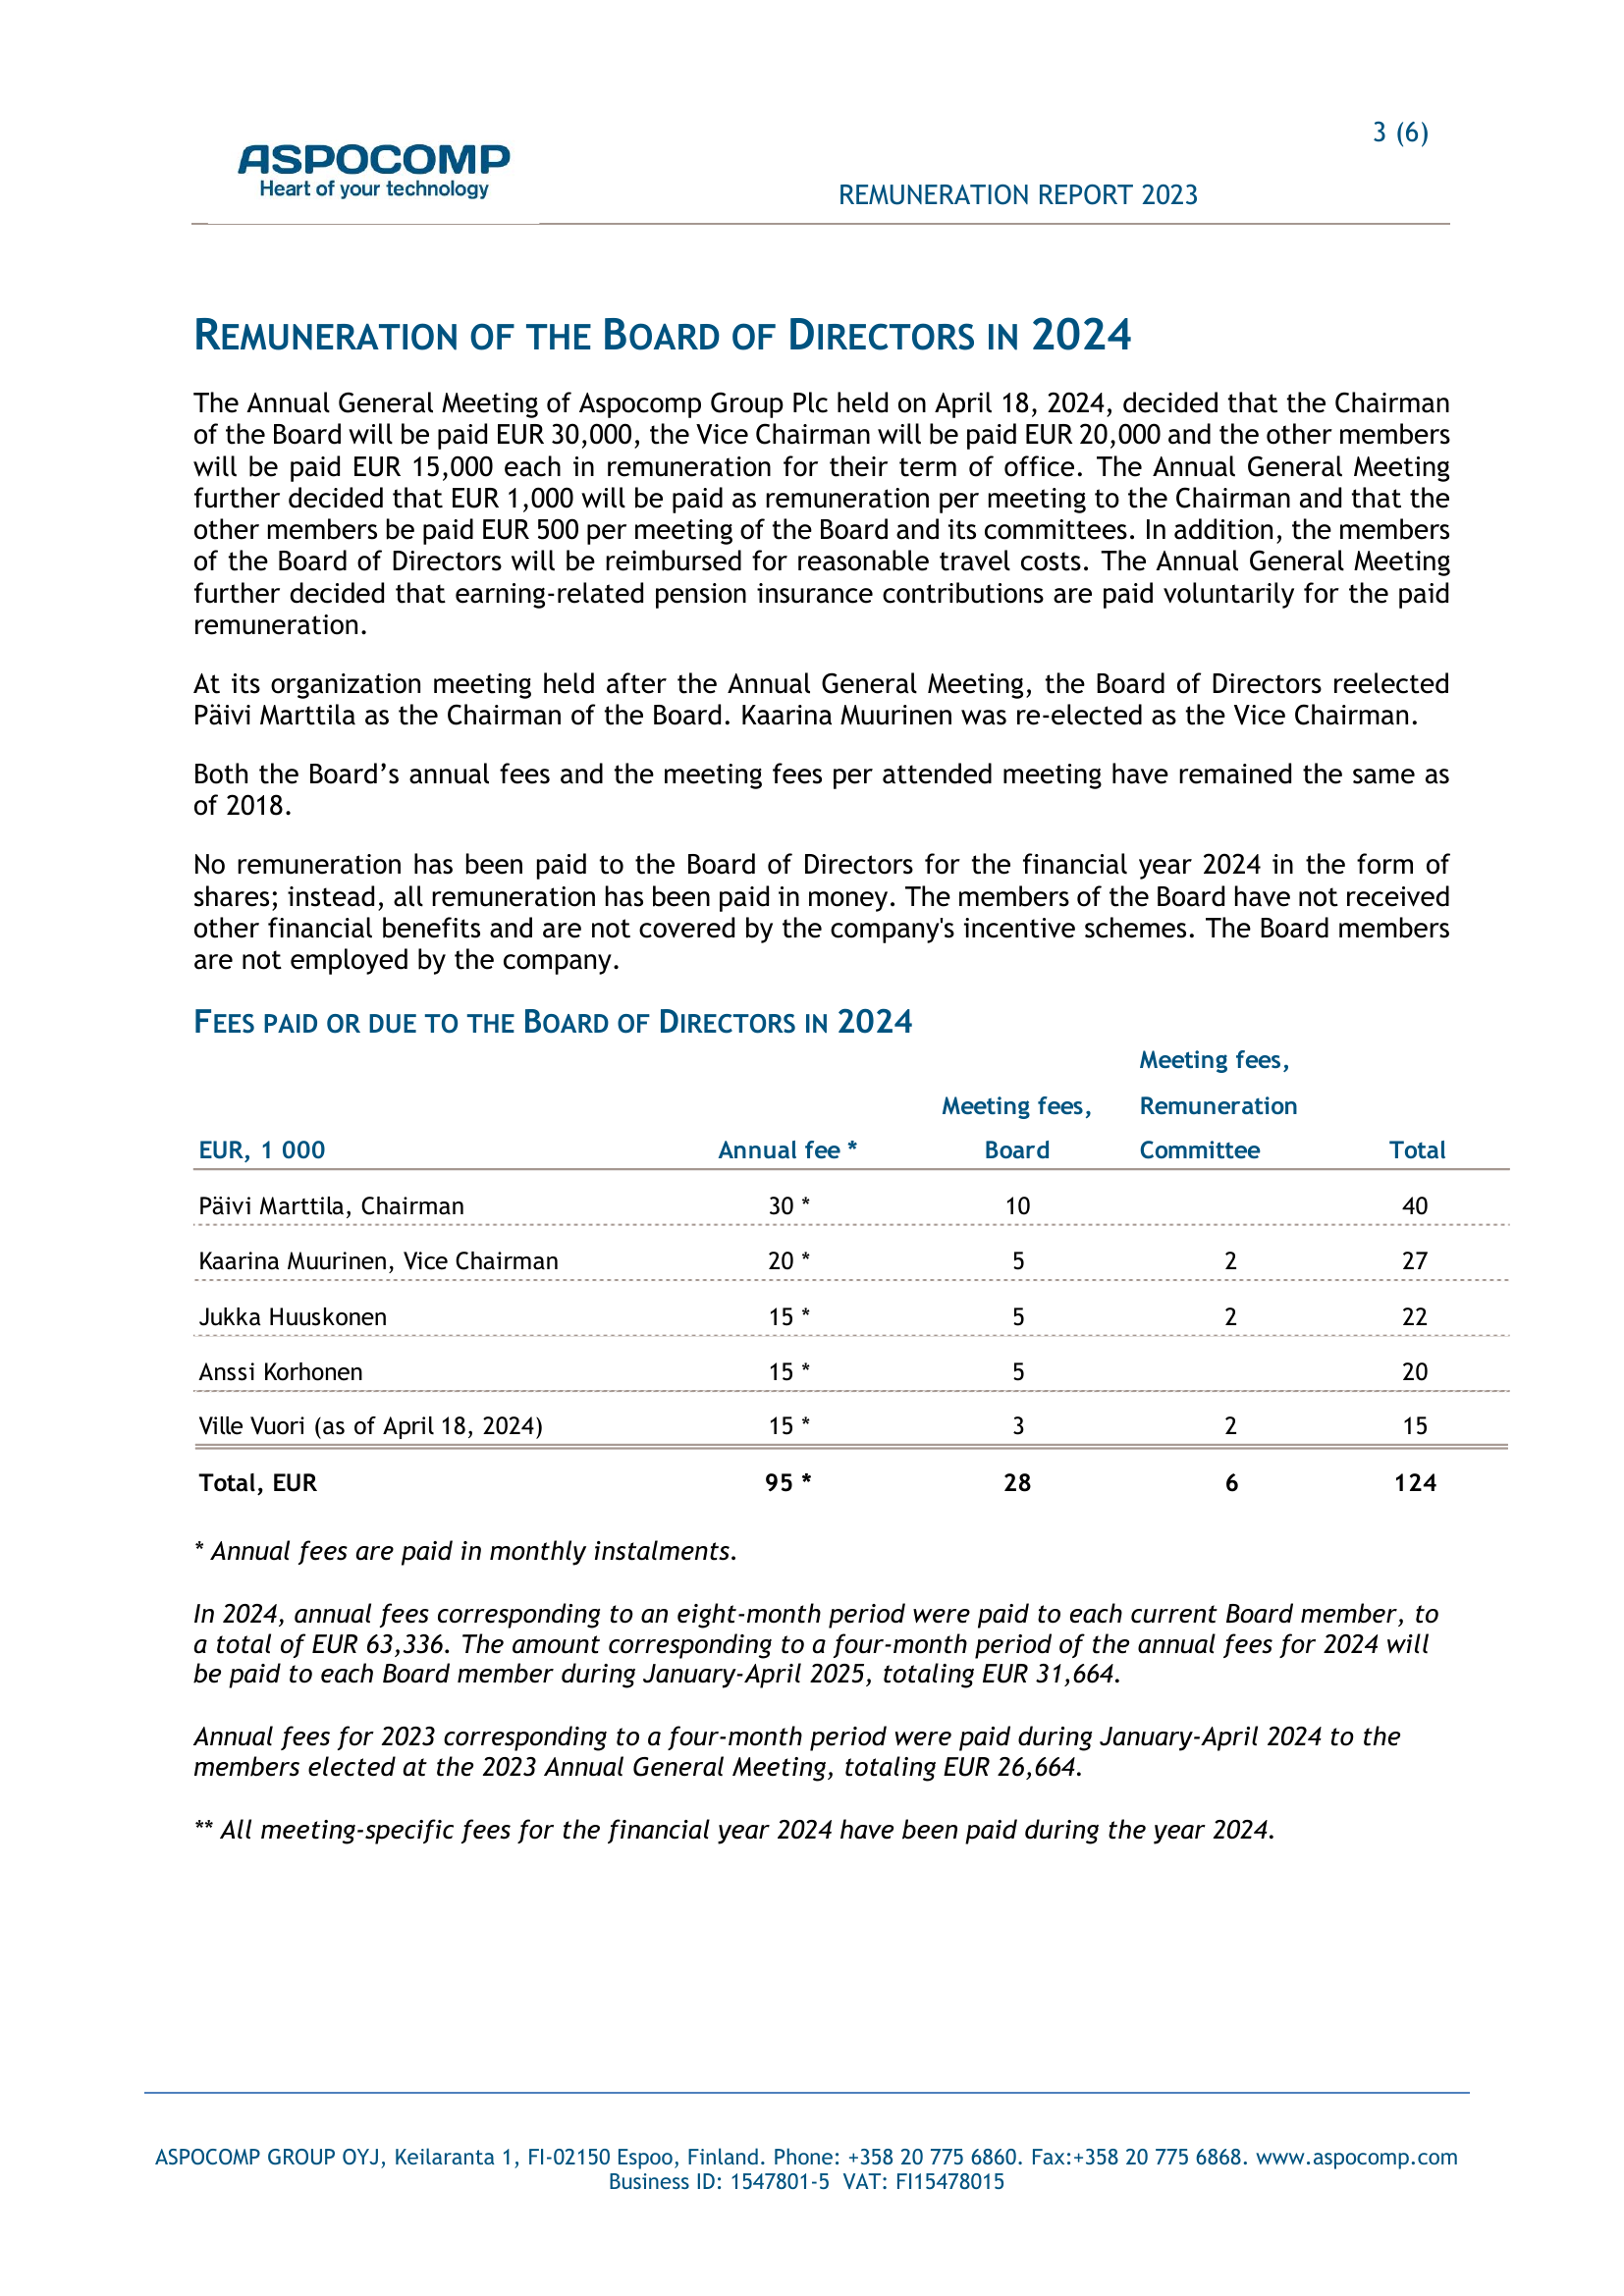 3 (6)
ASPOCOMP
Heart of your technology
REMUNERATION REPORT 2023
REMUNERATION OF THE BOARD OF DIRECTORS IN 2024
The Annual General Meeting of Aspocomp Group Plc held on April 18, 2024, decided that the Chairman
of the Board will be paid EUR 30,000, the Vice Chairman will be paid EUR 20,000 and the other members
will be paid EUR 15,000 each in remuneration for their term of office. The Annual General Meeting
further decided that EUR 1,000 will be paid as remuneration per meeting to the Chairman and that the
other members be paid EUR 500 per meeting of the Board and its committees. In addition, the members
of the Board of Directors will be reimbursed for reasonable travel costs. The Annual General Meeting
further decided that earning-related pension insurance contributions are paid voluntarily for the paid
remuneration.
At its organization meeting held after the Annual General Meeting, the Board of Directors reelected
Päivi Marttila as the Chairman of the Board. Kaarina Muurinen was re-elected as the Vice Chairman.
Both the Board’s annual fees and the meeting fees per attended meeting have remained the same as
of 2018.
No remuneration has been paid to the Board of Directors for the financial year 2024 in the form of
shares; instead, all remuneration has been paid in money. The members of the Board have not received
other financial benefits and are not covered by the company's incentive schemes. The Board members
are not employed by the company.
FEES PAID OR DUE TO THE BOARD OF DIRECTORS IN 2024
Meeting fees,
Meeting fees, Remuneration
EUR, 1 000 Annual fee * Board Committee Total
Päivi Marttila, Chairman 30 * 10 40
Kaarina Muurinen, Vice Chairman 20 * 5 2 27
Jukka Huuskonen 15 * 5 2 22
Anssi Korhonen 15 * 5 20
Ville Vuori (as of April 18, 2024) 15 * 3 2 15
Total, EUR 95 * 28 6 124
* Annual fees are paid in monthly instalments.
In 2024, annual fees corresponding to an eight-month period were paid to each current Board member, to
a total of EUR 63,336. The amount corresponding to a four-month period of the annual fees for 2024 will
be paid to each Board member during January-April 2025, totaling EUR 31,664.
Annual fees for 2023 corresponding to a four-month period were paid during January-April 2024 to the
members elected at the 2023 Annual General Meeting, totaling EUR 26,664.
** All meeting-specific fees for the financial year 2024 have been paid during the year 2024.
ASPOCOMP GROUP OYJ, Keilaranta 1, FI-02150 Espoo, Finland. Phone: +358 20 775 6860. Fax:+358 20 775 6868. www.aspocomp.com
Business ID: 1547801-5 VAT: FI15478015